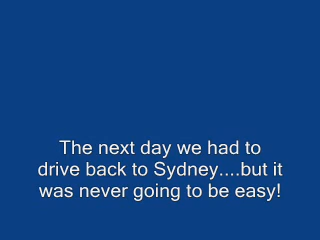 The next day we had to
drive back to Sydney....but it
was never going to be easy!